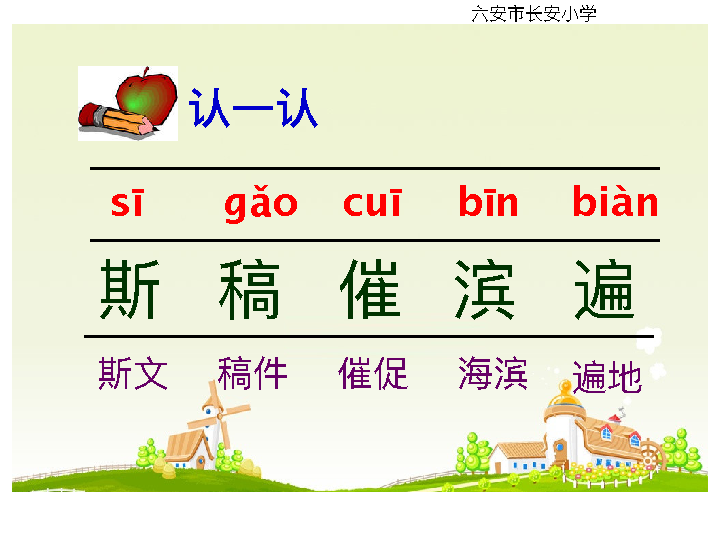 六安市长安小学
认一认
sī gǎo cuī bīn biàn
斯 稿 催 滨 遍
斯文 稿件 催促 海滨 遍地